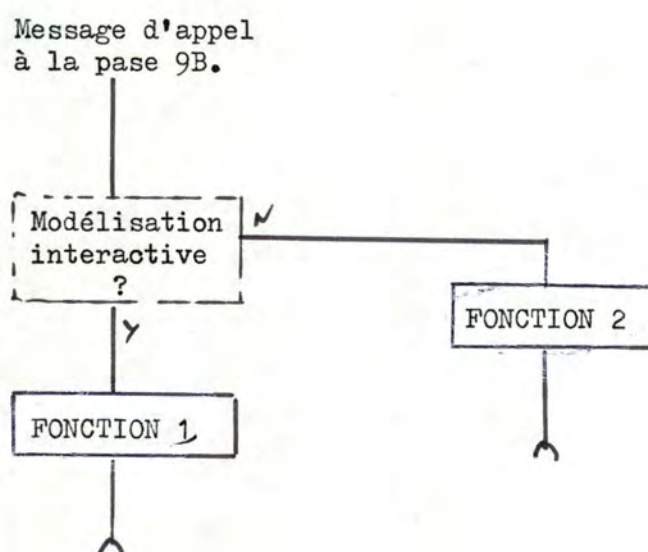 Message d'appel
à la pase 9B.
Modélisation
interactive
?
N
Y
FONCTION 2
FONCTION 1